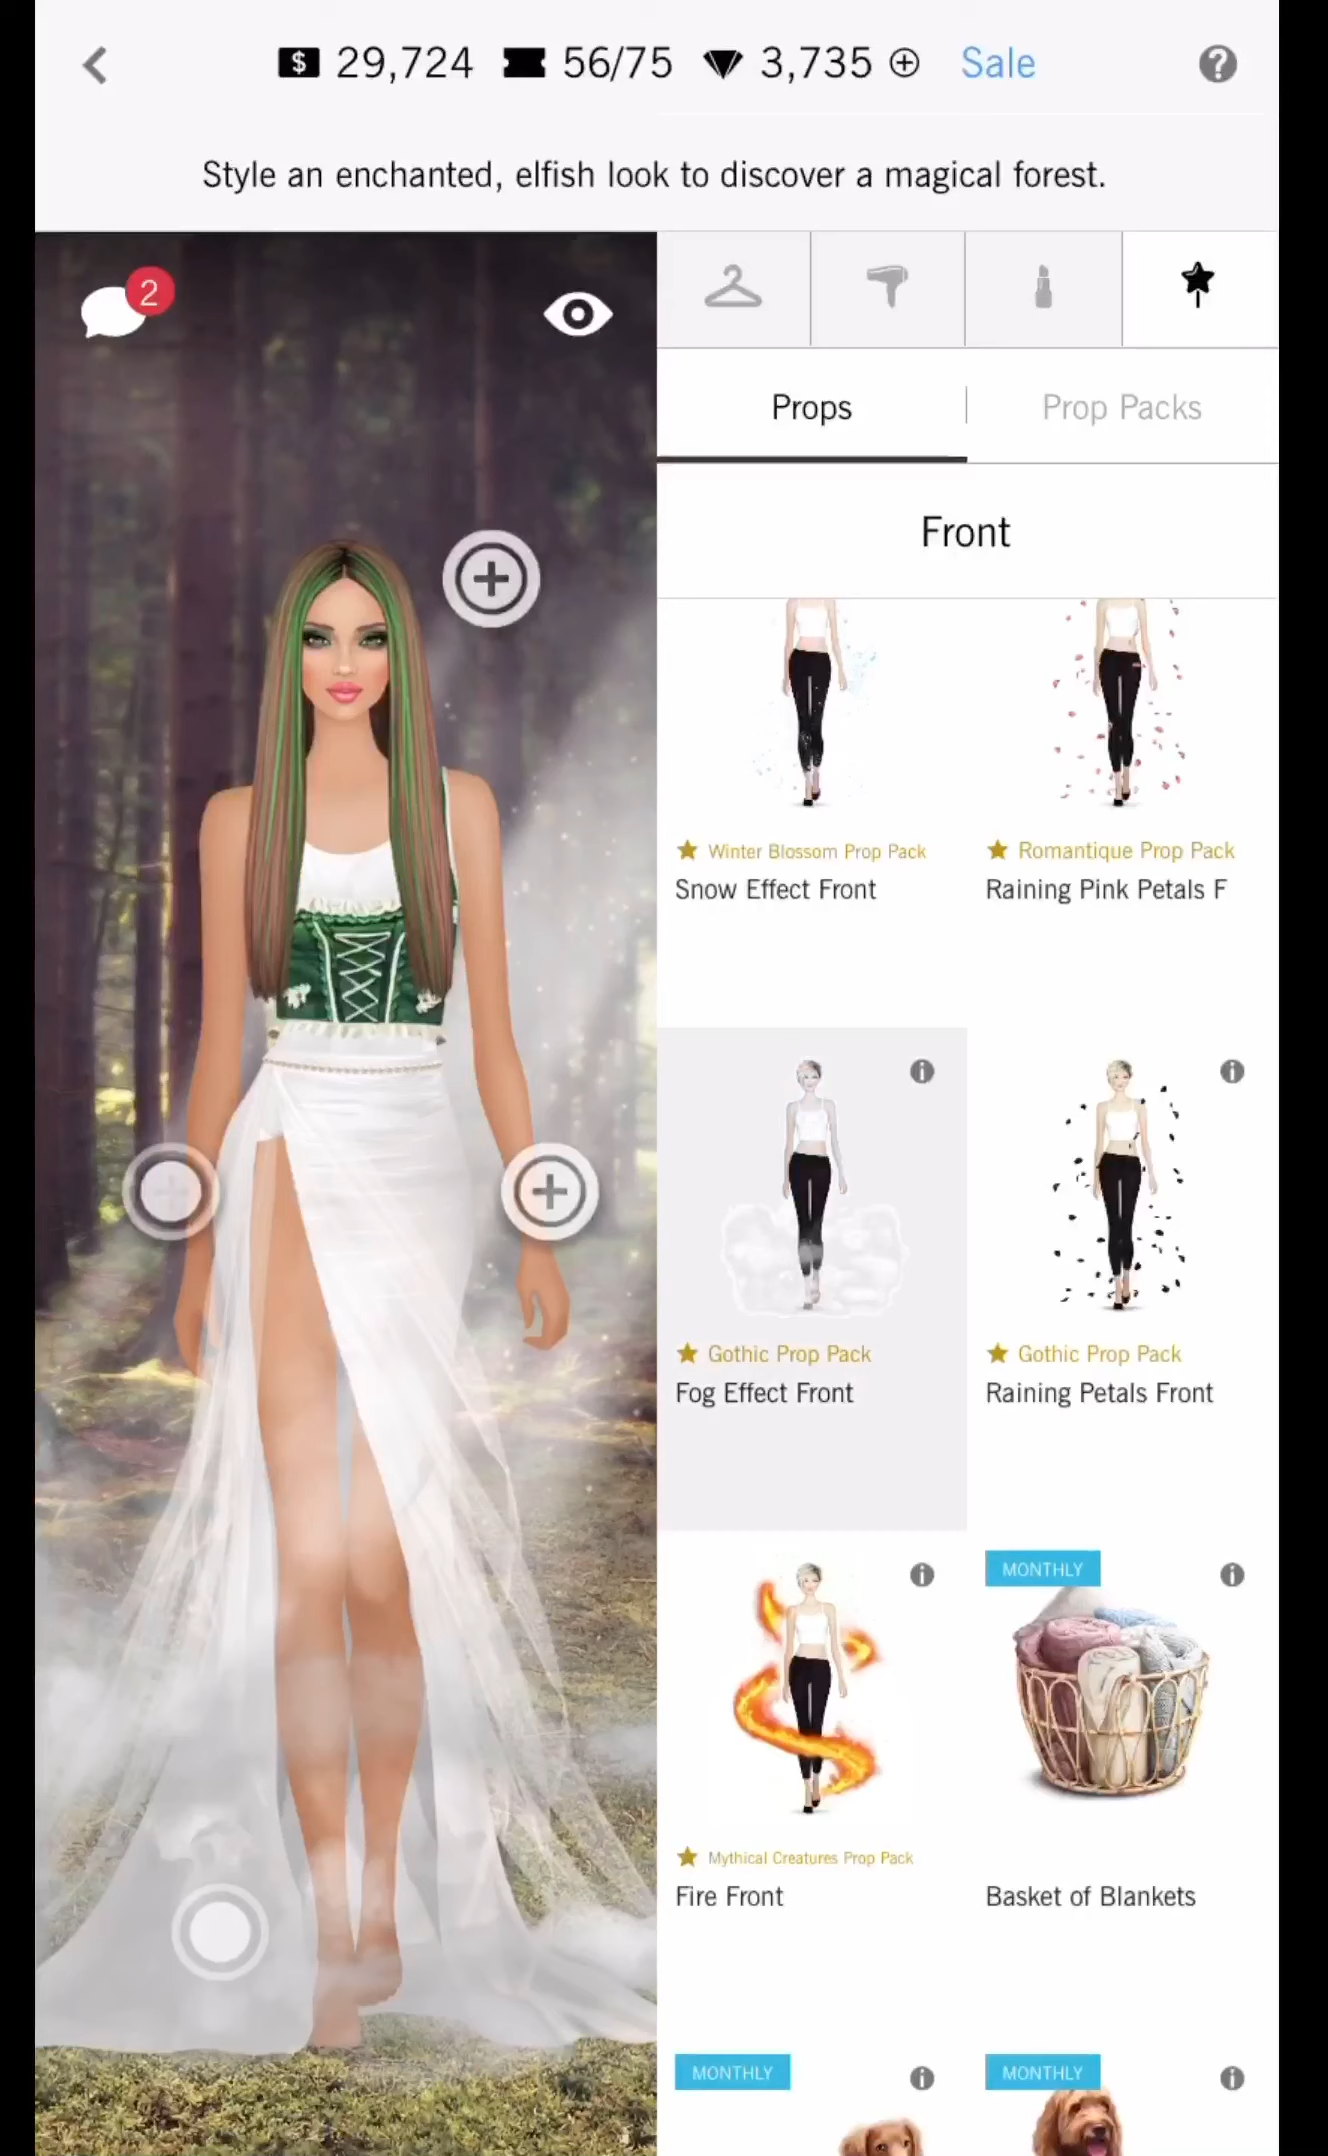 $ 29,724 56/75 3,735 Sale ?
Style an enchanted, elfish look to discover a magical forest.
2
Props
Prop Packs
Front
Winter Blossom Prop Pack
Snow Effect Front
Romantique Prop Pack
Raining Pink Petals F
Gothic Prop Pack
Fog Effect Front
Gothic Prop Pack
Raining Petals Front
Mythical Creatures Prop Pack
Fire Front
MONTHLY
Basket of Blankets
MONTHLY
MONTHLY